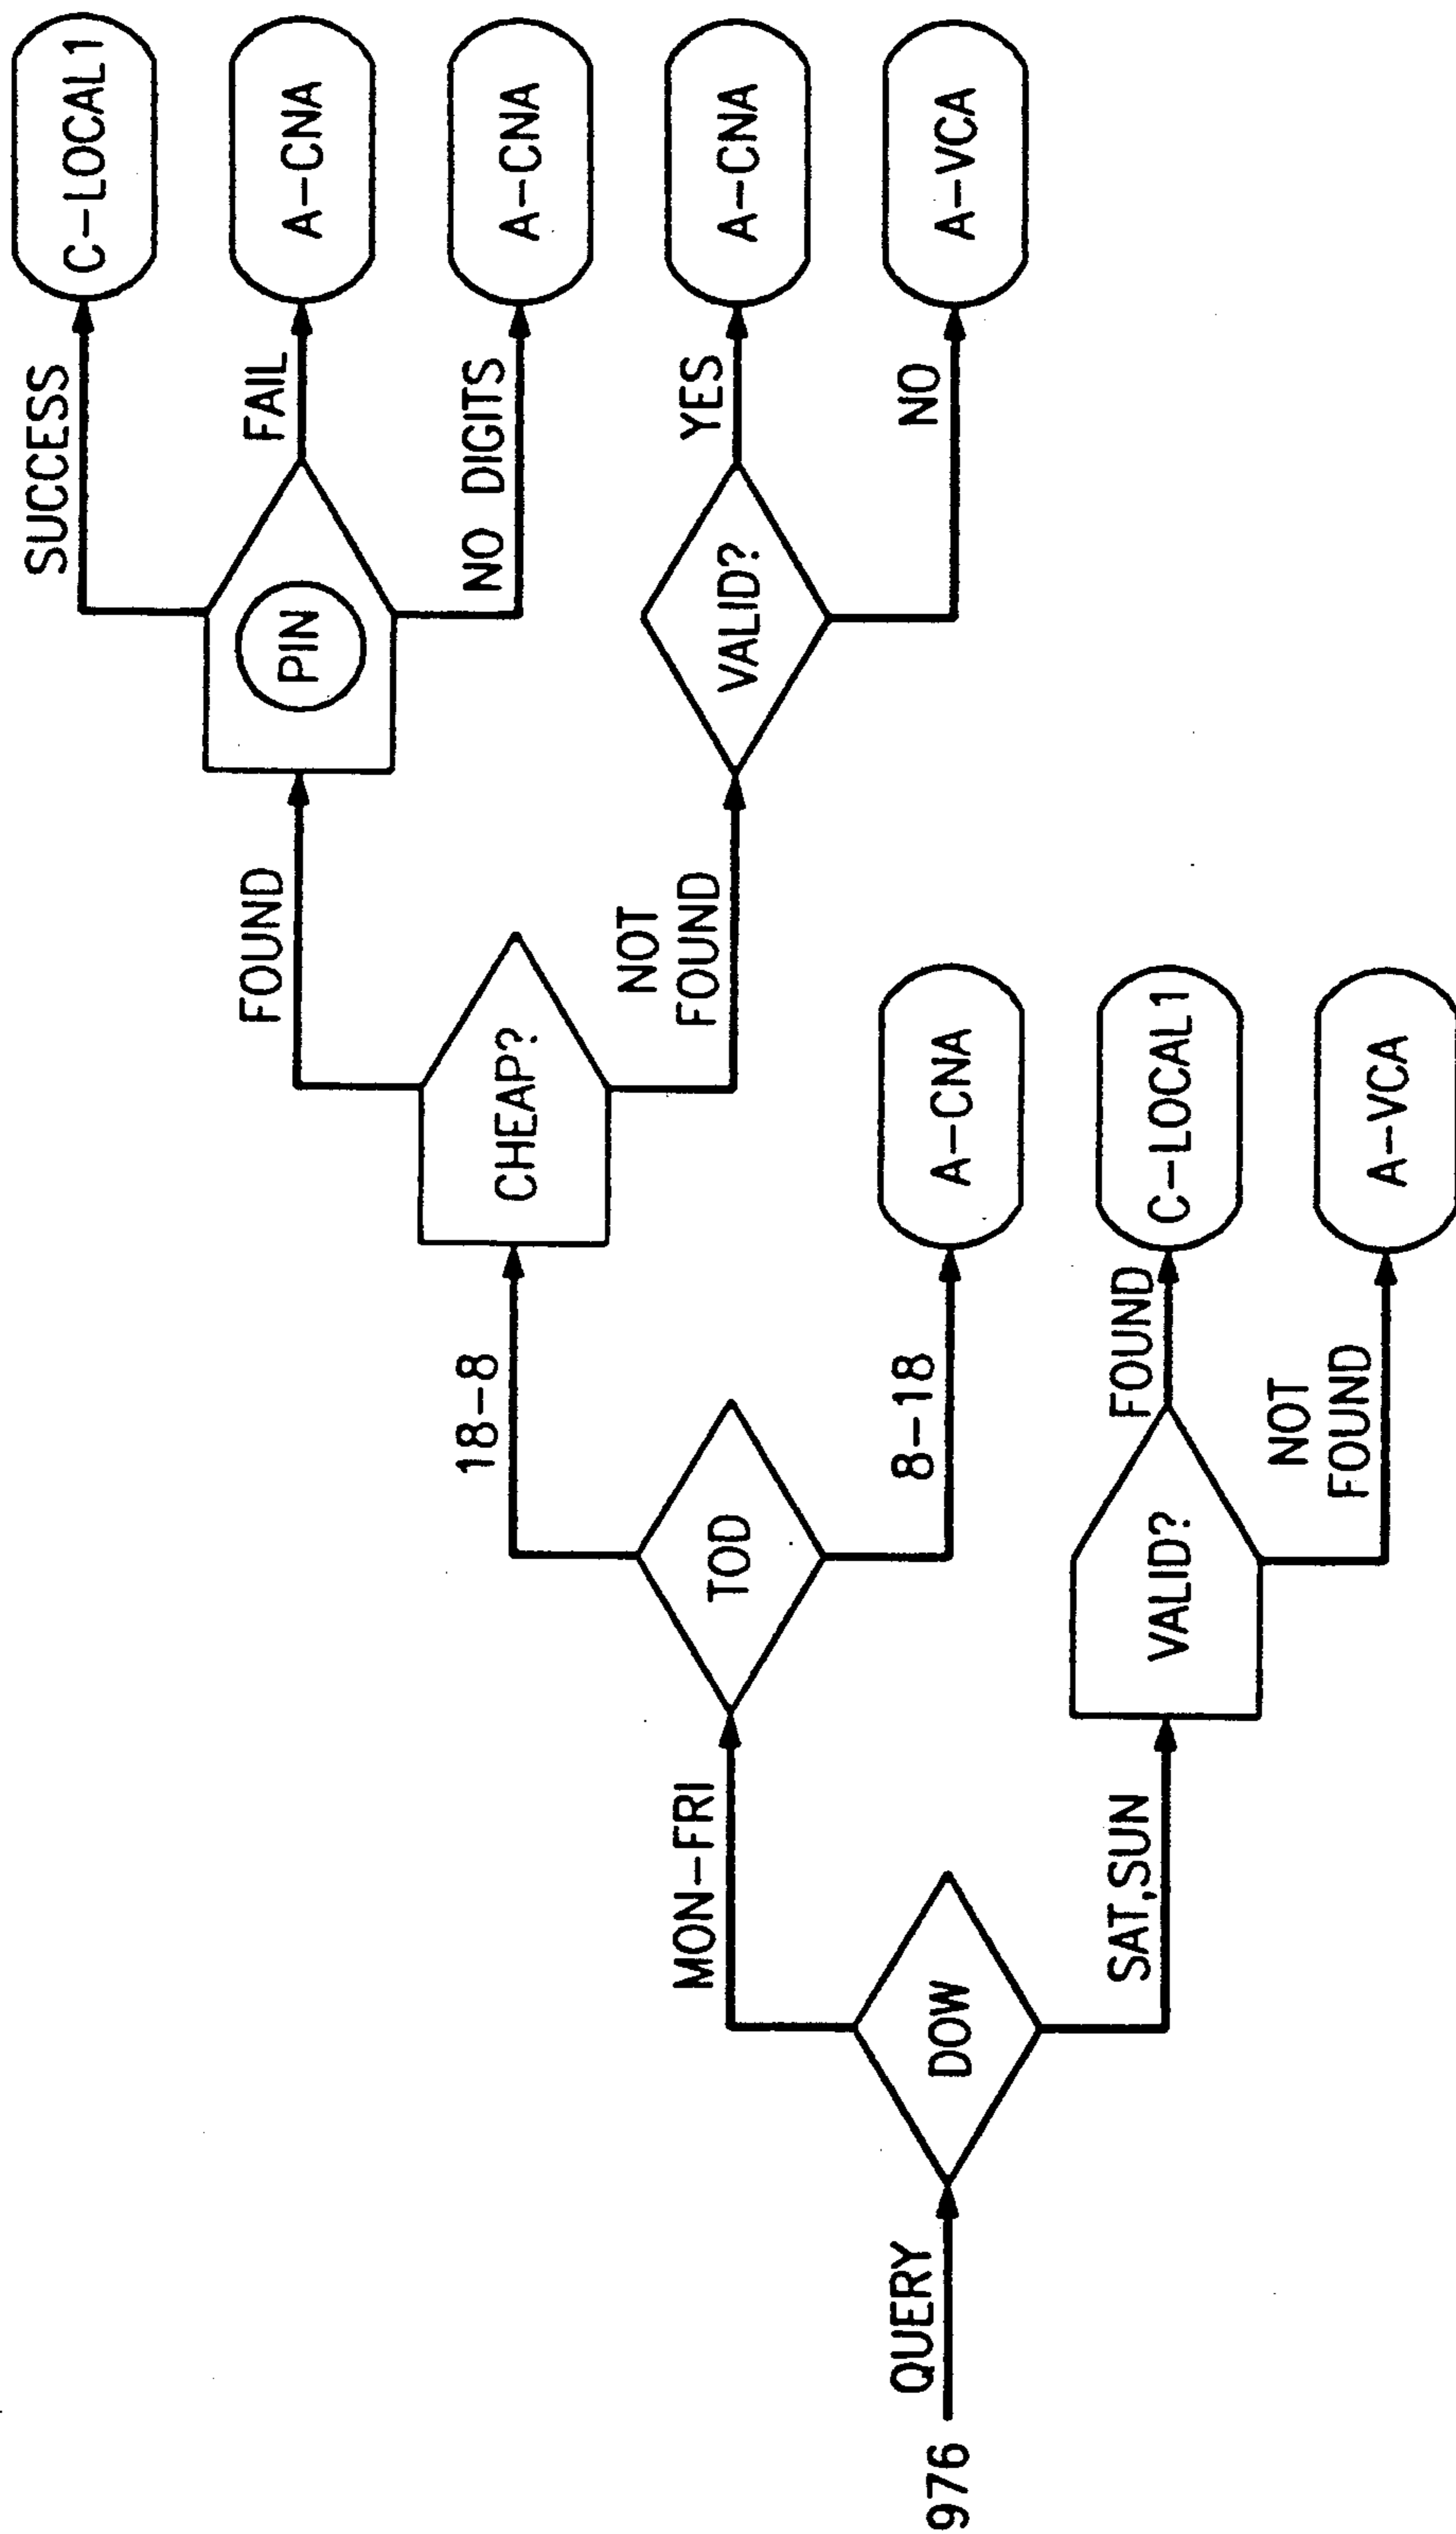 976
QUERY
DOW
MON-FRI
SAT,SUN
TOD
18-8
8-18
A-CNA
CHEAP?
FOUND
NOT
FOUND
PIN
SUCCESS
C-LOCAL1
FAIL
A-CNA
NO DIGITS
A-CNA
VALID?
YES
A-CNA
NO
A-VCA
VALID?
FOUND
C-LOCAL1
NOT
FOUND
A-VCA